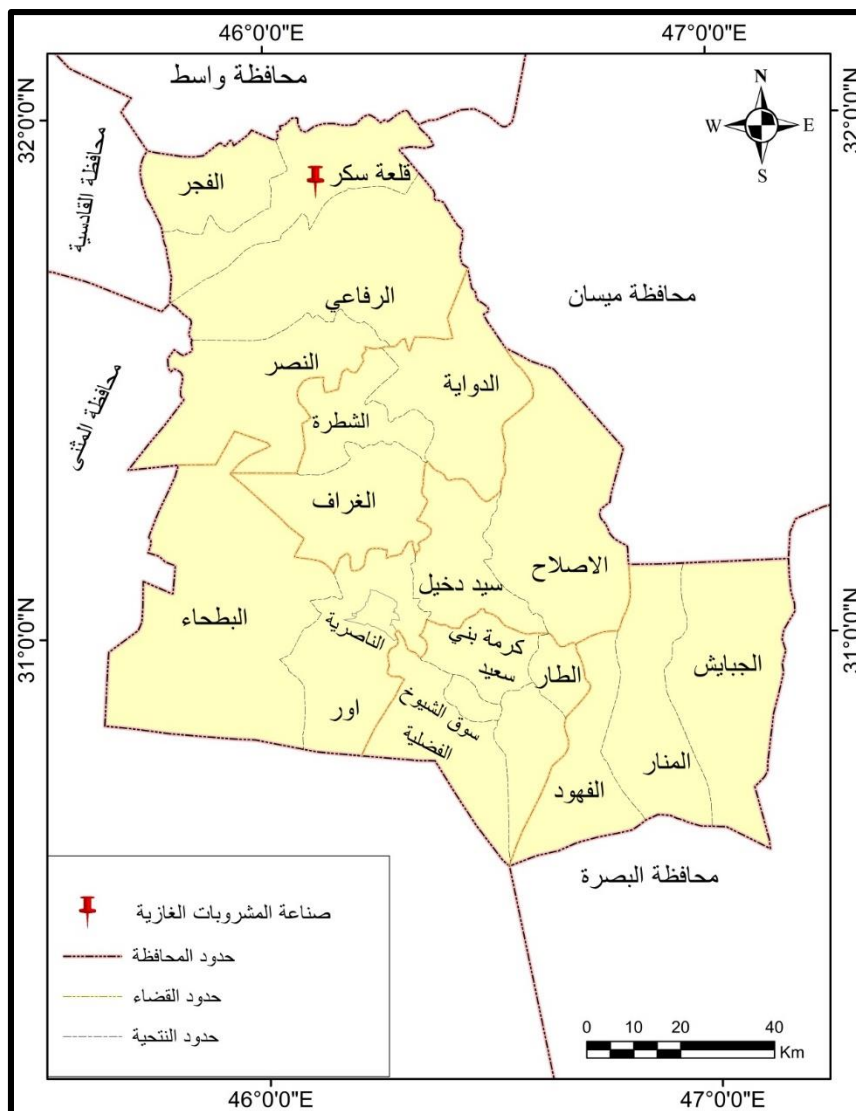 46°0'0"E
47°0'0"E
محافظة واسط
N
W
E
S
32°0'0"N
32°0'0"N
محافظة القادسية
الفجر
قلعة سكر
محافظة ميسان
الرفاعي
النصر
الدواية
محافظة المثنى
الشطرة
الغراف
الاصلاح
سيد دخيل
البطحاء
31°0'0"N
31°0'0"N
الناصرية
كرمة بني
سعيد
الطار
الجبايش
اور
سوق الشيوخ
الفضلية
المنار
الفهود
محافظة البصرة
صناعة المشروبات الغازية
حدود المحافظة
حدود القضاء
حدود النتحية
0 10 20 40
Km
46°0'0"E
47°0'0"E